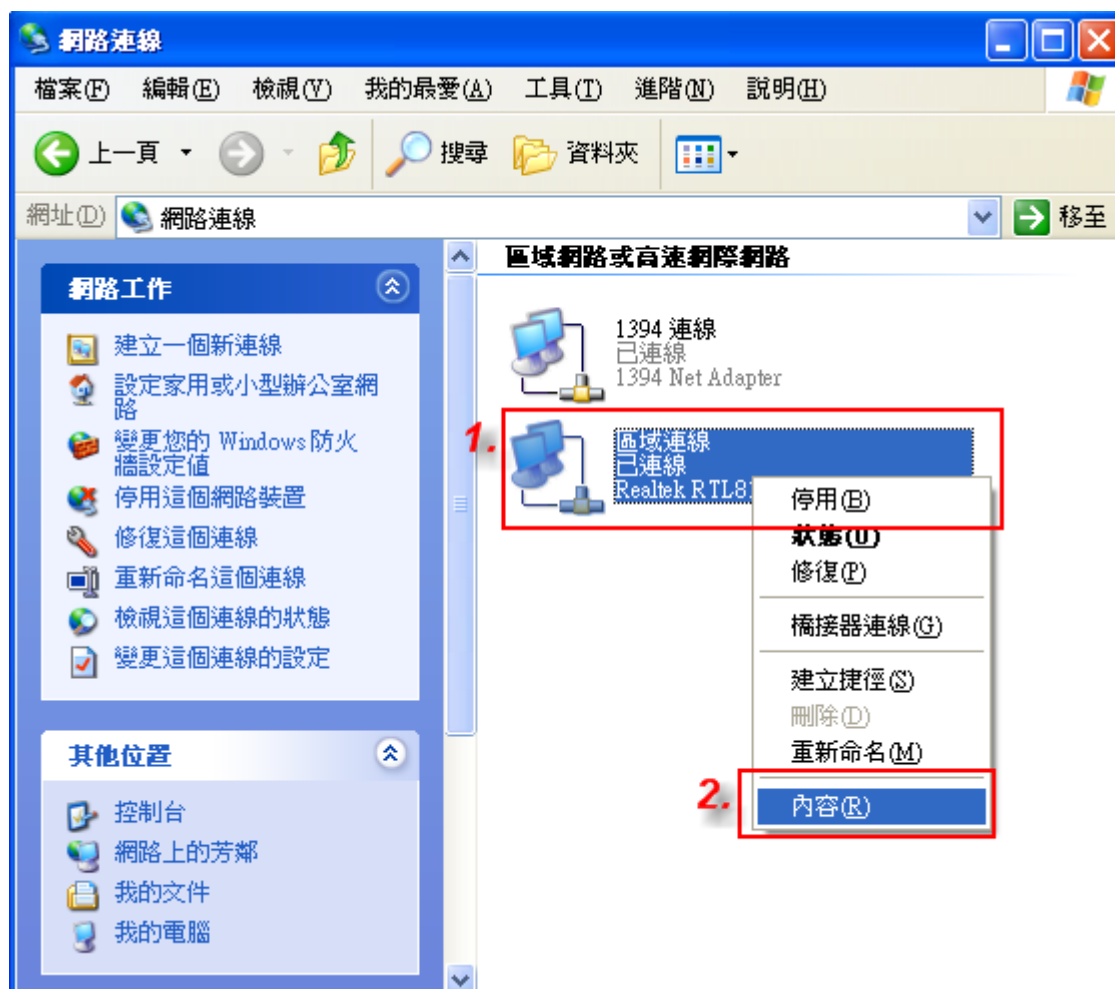 網路連線
檔案(F) 編輯(E) 檢視(V) 我的最愛(A) 工具(T) 進階(N) 說明(H)
上一頁 搜尋 資料夾
網址(D) 網路連線 移至
網路工作
建立一個新連線
設定家用或小型辦公室網
路
變更您的 Windows 防火
牆設定值
停用這個網路裝置
修復這個連線
重新命名這個連線
檢視這個連線的狀態
變更這個連線的設定
其他位置
控制台
網路上的芳鄰
我的文件
我的電腦
區域網路或高速網際網路
1394 連線
已連線
1394 Net Adapter
1.
區域連線
已連線
Realtek RTL81
停用(B)
狀態(U)
修復(P)
橋接器連線(G)
建立捷徑(S)
刪除(D)
重新命名(M)
2.
內容(R)